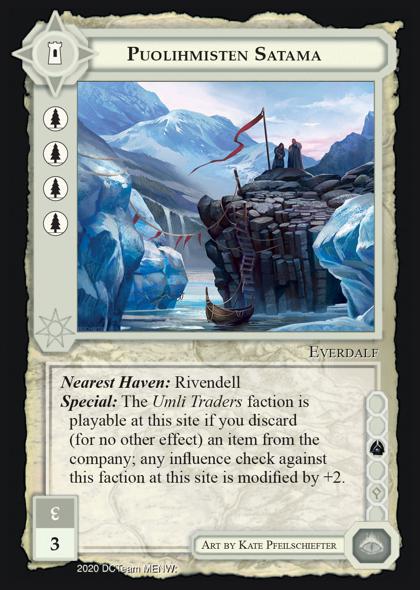 PUOLIHMISTEN SATAMA
EVERDALF
Nearest Haven: Rivendell
Special: The Umli Traders faction is
playable at this site if you discard
(for no other effect) an item from the
company; any influence check against
this faction at this site is modified by +2.
ε
3
ART BY KATE PFEILSCHIEFTER
2020 DCTeam MENW: